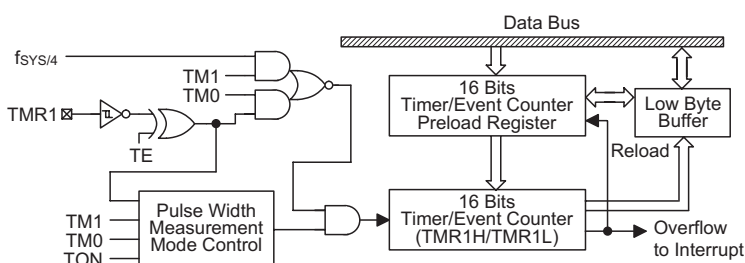 Data Bus
fSYS/4
TM1
TM0
TMR1
TE
16 Bits
Timer/Event Counter
Preload Register
Low Byte
Buffer
Reload
TM1
TM0
TON
Pulse Width
Measurement
Mode Control
16 Bits
Timer/Event Counter
(TMR1H/TMR1L)
Overflow
to Interrupt